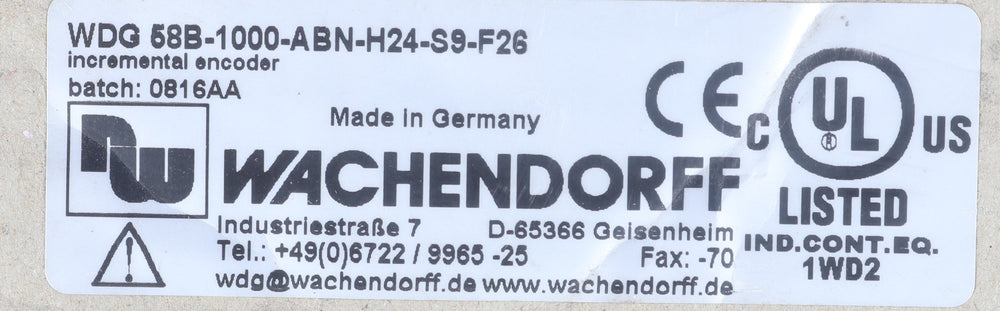 WDG 58B-1000-ABN-H24-S9-F26
incremental encoder
batch: 0816AA
Made in Germany
CE
nw
WACHENDORFF
Industriestraße 7 D-65366 Geisenheim
Tel.: +49(0)6722 / 9965 -25 Fax: -70
wdg@wachendorff.de www.wachendorff.de
C UL ® US
LISTED
IND.CONT.EQ.
1WD2